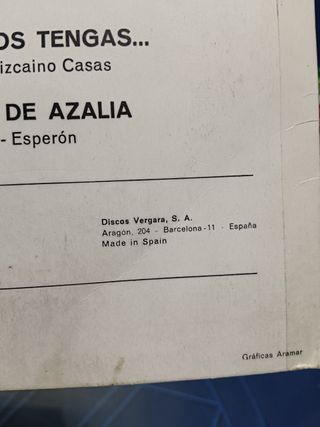 OS TENGAS...
izcaino Casas
DE AZALIA
- Esperón
Discos Vergara, S. A.
Aragón, 204 - Barcelona-11 - España
Made in Spain
Gráficas Aramar